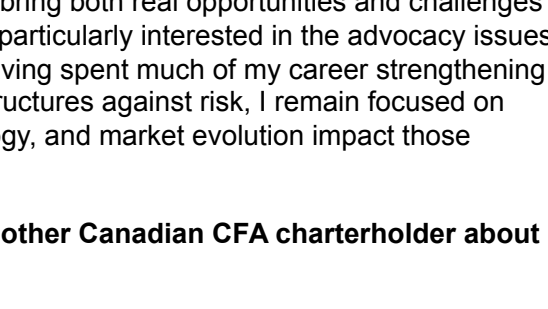 bring both real opportunities and challenges
particularly interested in the advocacy issues
ving spent much of my career strengthening
ructures against risk, I remain focused on
gy, and market evolution impact those
other Canadian CFA charterholder about